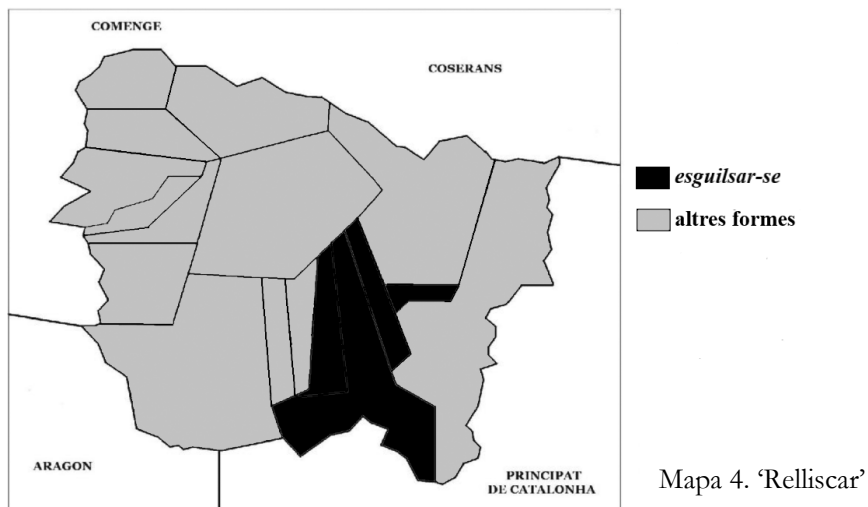 COMENGE
COSERANS
esguilsar-se
altres formes
ARAGON
PRINCIPAT
DE CATALONHA
Mapa 4. ‘Relliscar’